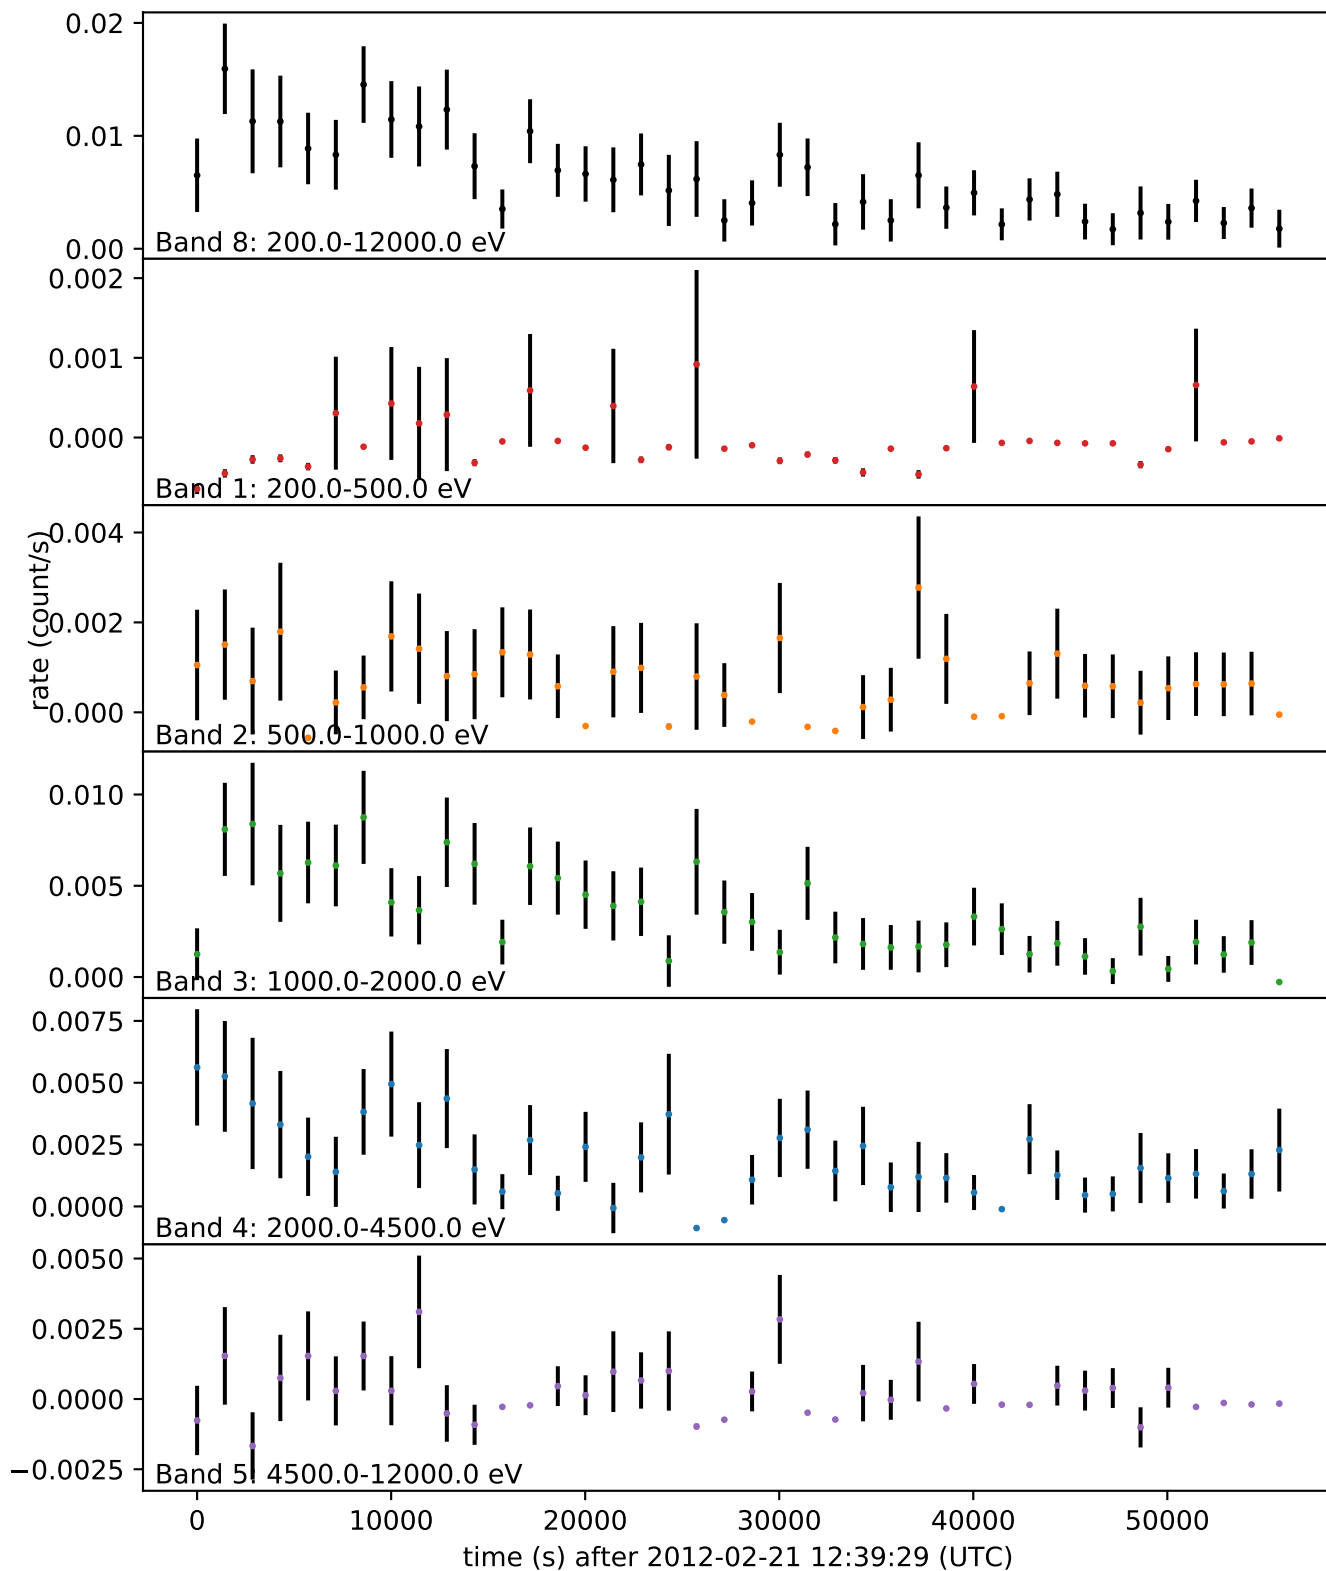 0.02
0.01
0.00
Band 8: 200.0-12000.0 eV
0.002
0.001
0.000
Band 1: 200.0-500.0 eV
rate (count/s)
0.004
0.002
0.000
Band 2: 500.0-1000.0 eV
0.010
0.005
0.000
Band 3: 1000.0-2000.0 eV
0.0075
0.0050
0.0025
0.0000
Band 4: 2000.0-4500.0 eV
0.0050
0.0025
0.0000
−0.0025
Band 5: 4500.0-12000.0 eV
0 10000 20000 30000 40000 50000
time (s) after 2012-02-21 12:39:29 (UTC)